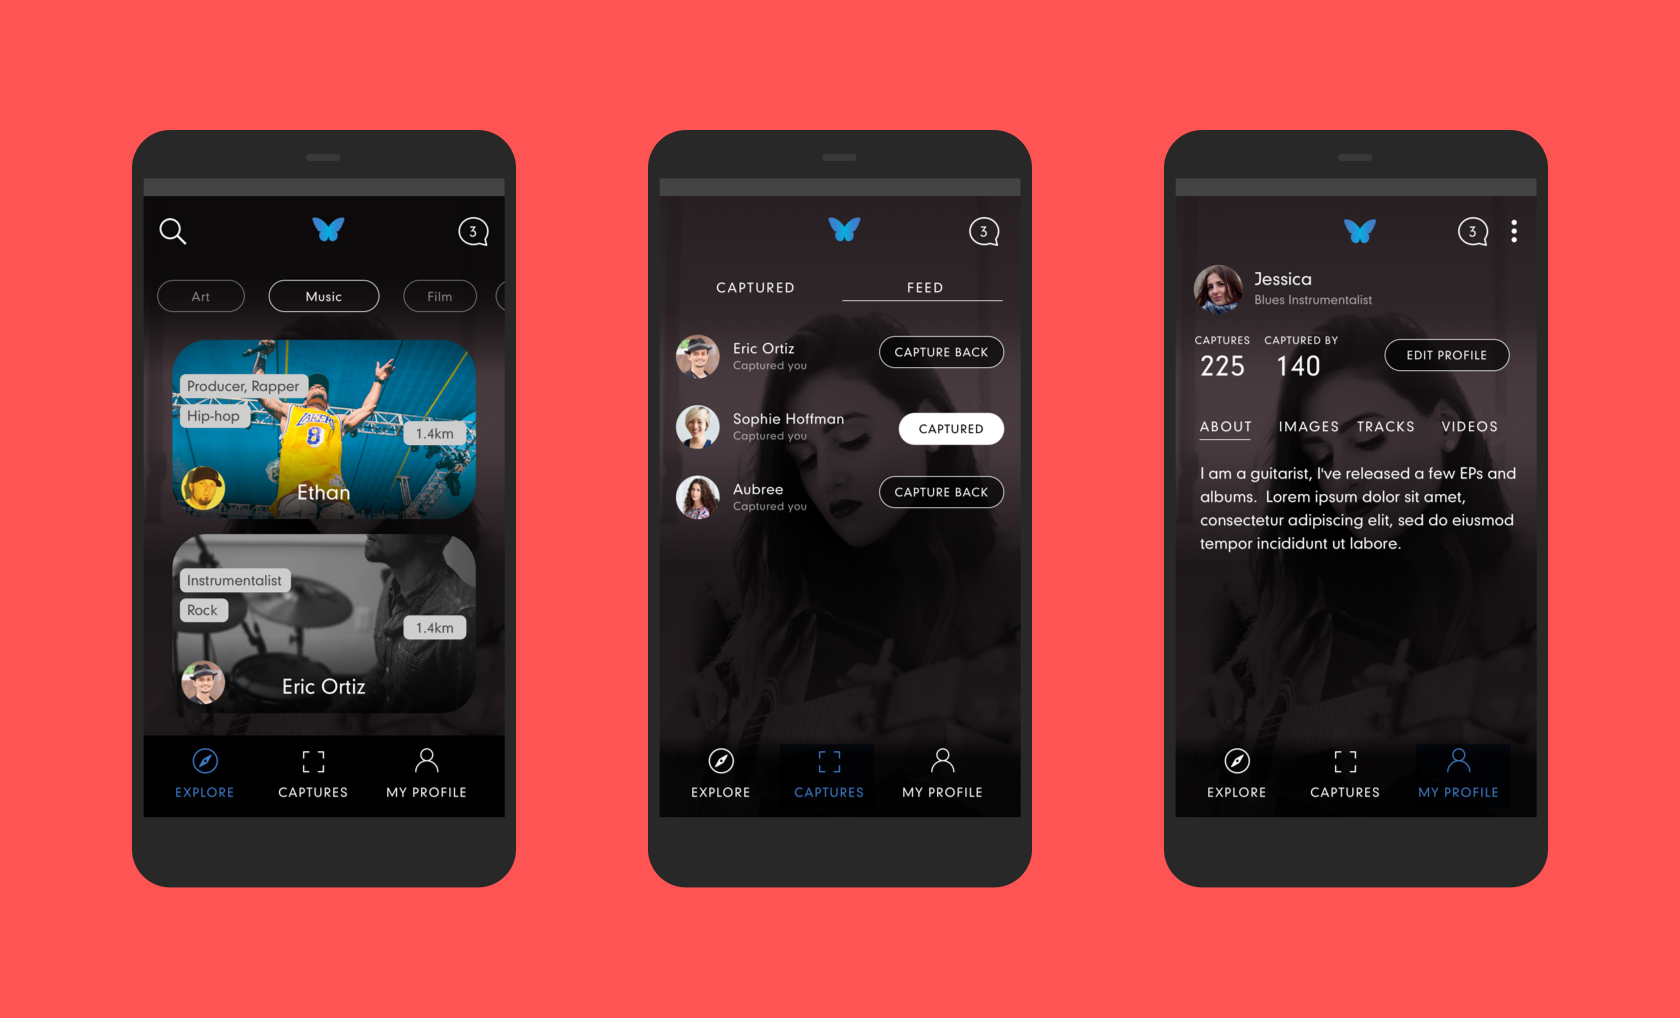 3
Art
Music
Film
Producer, Rapper
Hip-hop
LAKERS
8
1.4km
Ethan
Instrumentalist
Rock
1.4km
Eric Ortiz
EXPLORE
CAPTURES
MY PROFILE
3
CAPTURED
FEED
Eric Ortiz
Captured you
CAPTURE BACK
Sophie Hoffman
Captured you
CAPTURED
Aubree
Captured you
CAPTURE BACK
EXPLORE
CAPTURES
MY PROFILE
3
Jessica
Blues Instrumentalist
CAPTURES
225
CAPTURED BY
140
EDIT PROFILE
ABOUT
IMAGES
TRACKS
VIDEOS
I am a guitarist, I've released a few EPs and
albums. Lorem ipsum dolor sit amet,
consectetur adipiscing elit, sed do eiusmod
tempor incididunt ut labore.
EXPLORE
CAPTURES
MY PROFILE